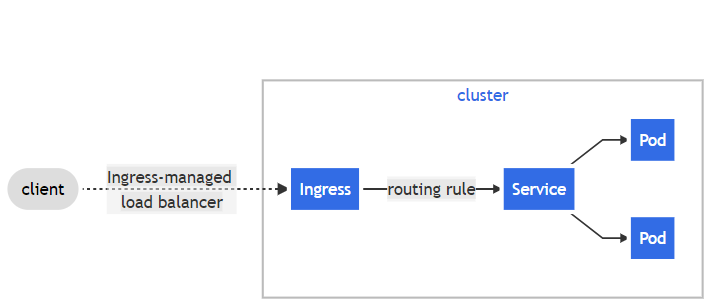 cluster
Pod
client
Ingress-managed
load balancer
Ingress
routing rule
Service
Pod